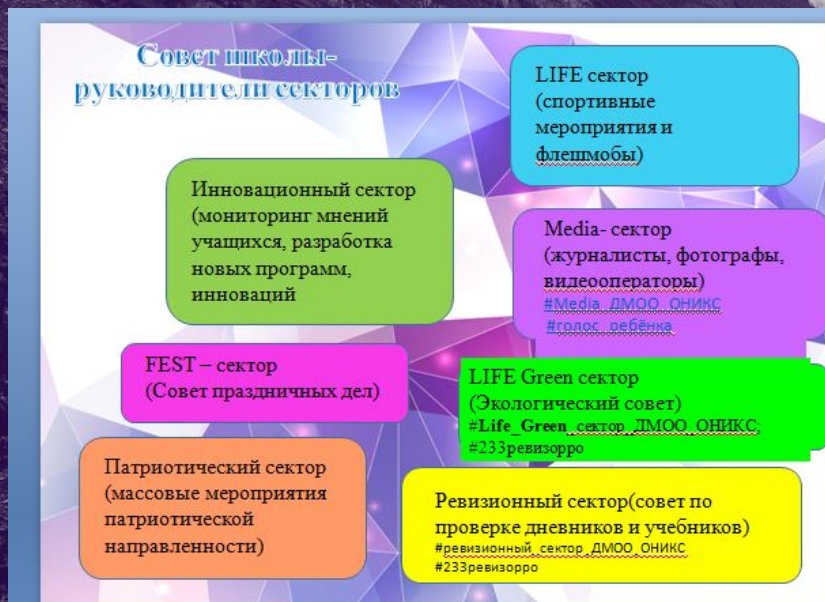 Совет школы-
руководители секторов
LIFE сектор
(спортивные
мероприятия и
флешмобы)
Инновационный сектор
(мониторинг мнений
учащихся, разработка
новых программ,
инноваций
Media- сектор
(журналисты, фотографы,
видеооператоры)
#Media_ДМОО_ОНИКС
#голос_ребёнка
FEST – сектор
(Совет праздничных дел)
LIFE Green сектор
(Экологический совет)
#Life_Green_сектор_ДМОО_ОНИКС;
#233ревизорро
Патриотический сектор
(массовые мероприятия
патриотической
направленности)
Ревизионный сектор(совет по
проверке дневников и учебников)
#ревизионный_сектор_ДМОО_ОНИКС
#233ревизорро